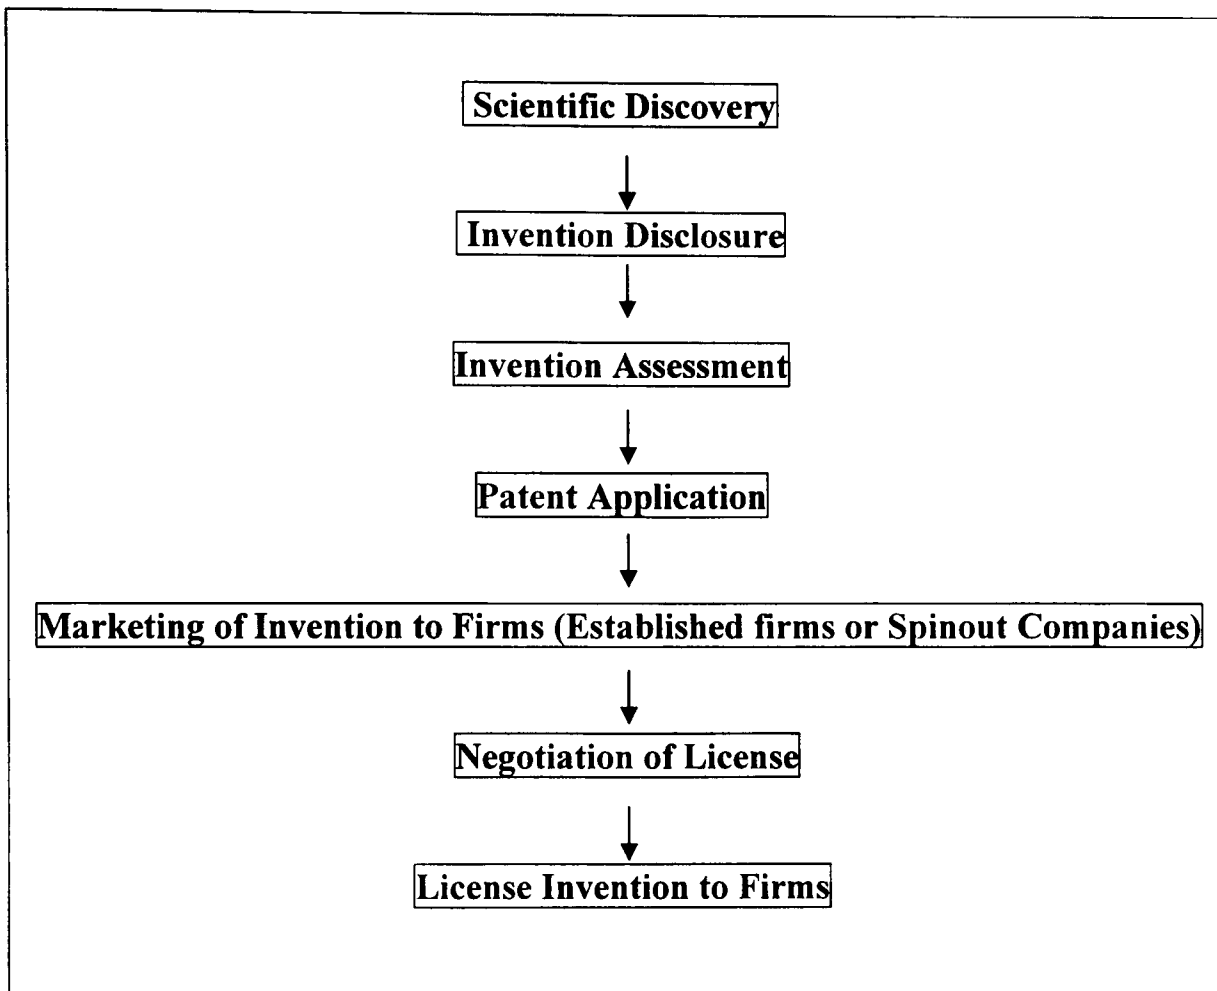 Scientific Discovery
Invention Disclosure
Invention Assessment
Patent Application
Marketing of Invention to Firms (Established firms or Spinout Companies)
Negotiation of License
License Invention to Firms